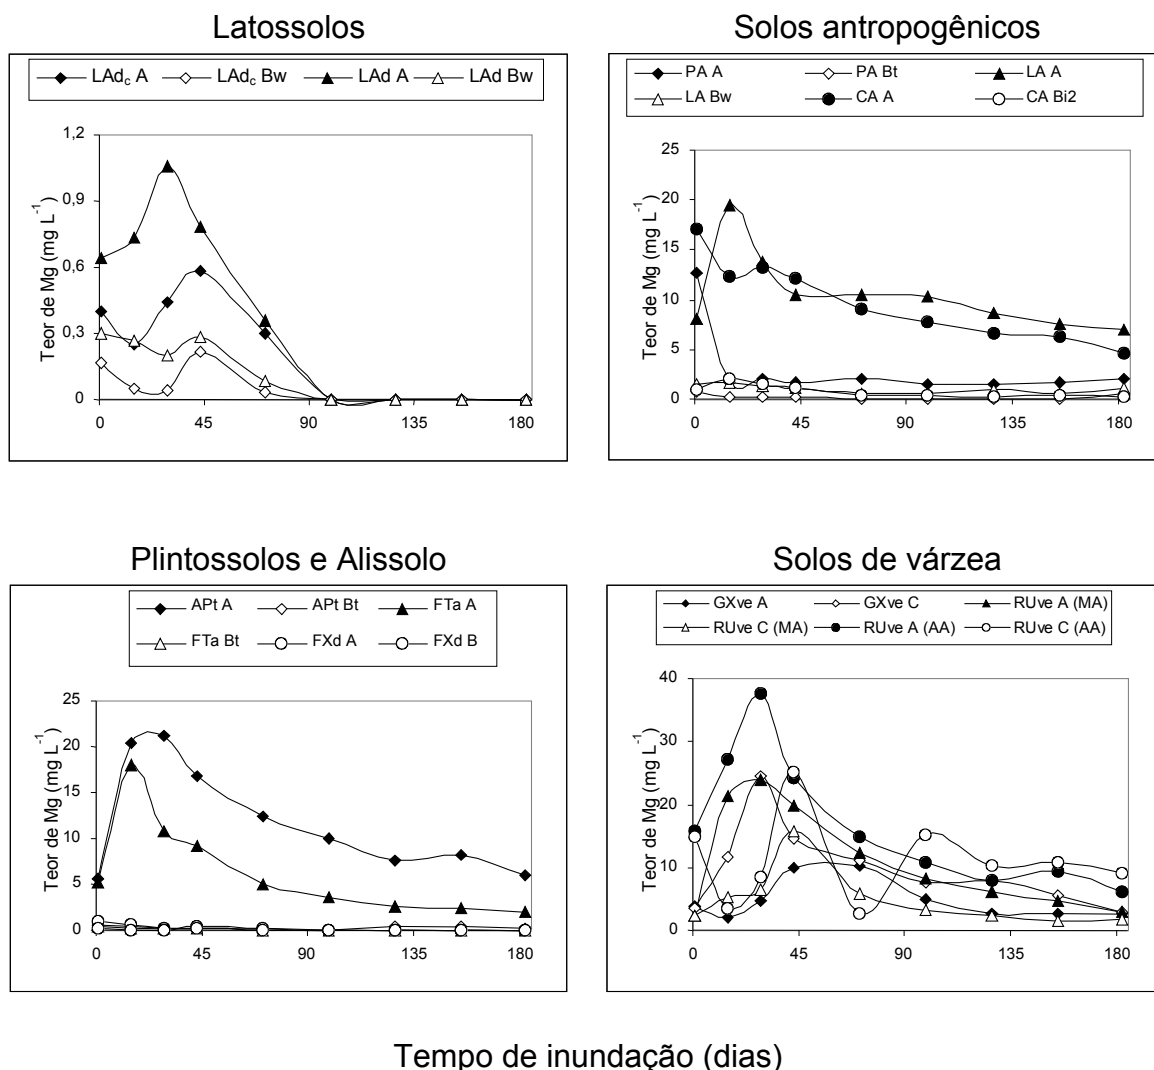 Latossolos
LAdc A LAdc Bw LAd A LAd Bw
Teor de Mg (mg L-1)
1,2
0,9
0,6
0,3
0
0 45 90 135 180
Solos antropogênicos
PA A PA Bt LA A
LA Bw CA A CA Bi2
Teor de Mg (mg L-1)
25
20
15
10
5
0
0 45 90 135 180
Plintossolos e Alissolo
APt A APt Bt FTa A
FTa Bt FXd A FXd B
Teor de Mg (mg L-1)
25
20
15
10
5
0
0 45 90 135 180
Solos de várzea
GXve A GXve C RUve A (MA)
RUve C (MA) RUve A (AA) RUve C (AA)
Teor de Mg (mg L-1)
40
30
20
10
0
0 45 90 135 180
Tempo de inundação (dias)